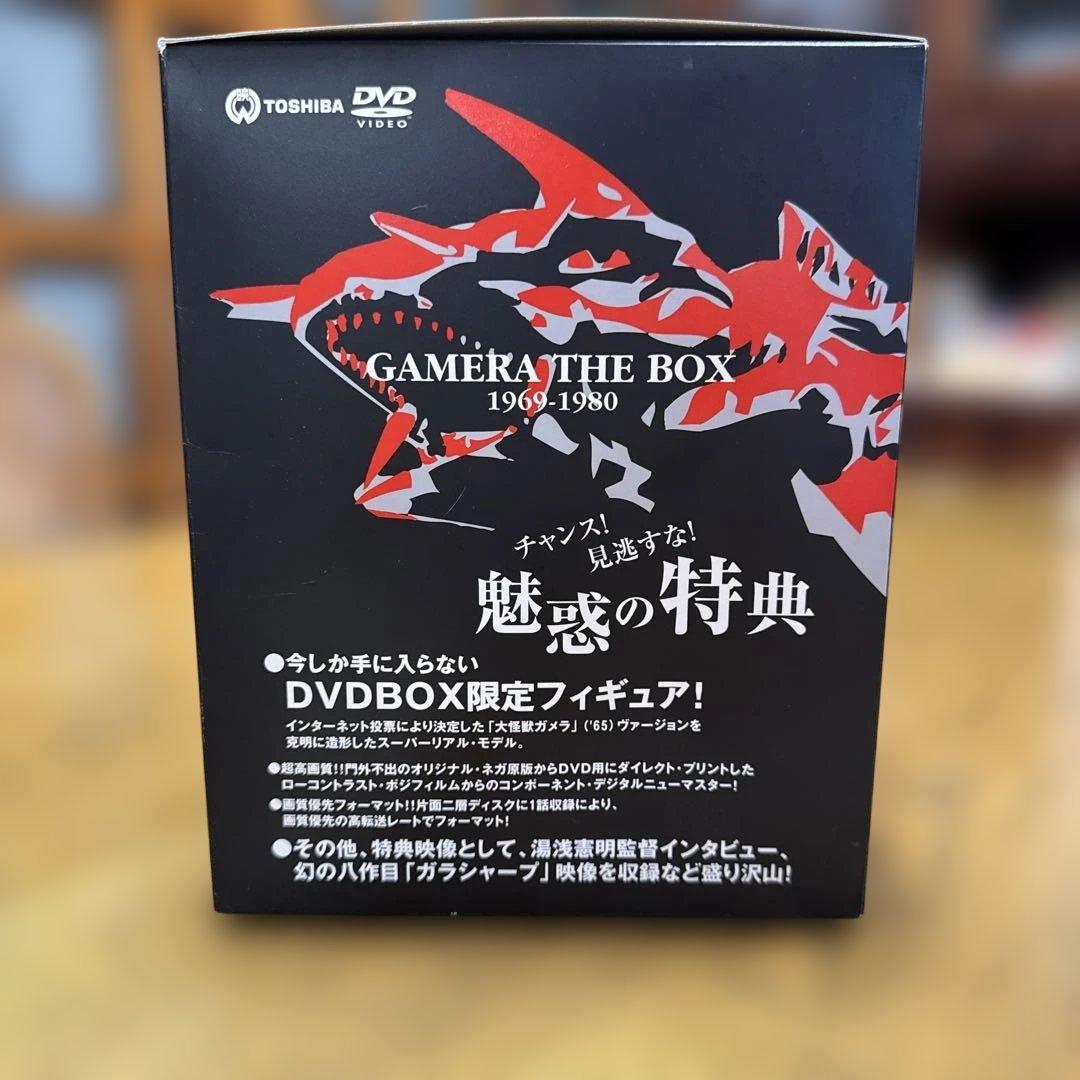 映 TOSHIBA DVD
VIDEO™
GAMERA THE BOX
1969-1980
チャンス!
見逃すな!
魅惑の特典
●今しか手に入らない
DVDBOX限定フィギュア!
インターネット投票により決定した「大怪獣ガメラ」('65)ヴァージョンを
克明に造形したスーパーリアル・モデル。
●超高画質!!門外不出のオリジナル・ネガ原版からDVD用にダイレクト・プリントした
ローコントラスト・ポジフィルムからのコンポーネント・デジタルニューマスター!
●画質優先フォーマット!!片面二層ディスクに1話収録により、
画質優先の高転送レートでフォーマット!
●その他、特典映像として、湯浅憲明監督インタビュー、
幻の八作目「ガラシャープ」映像を収録など盛り沢山!